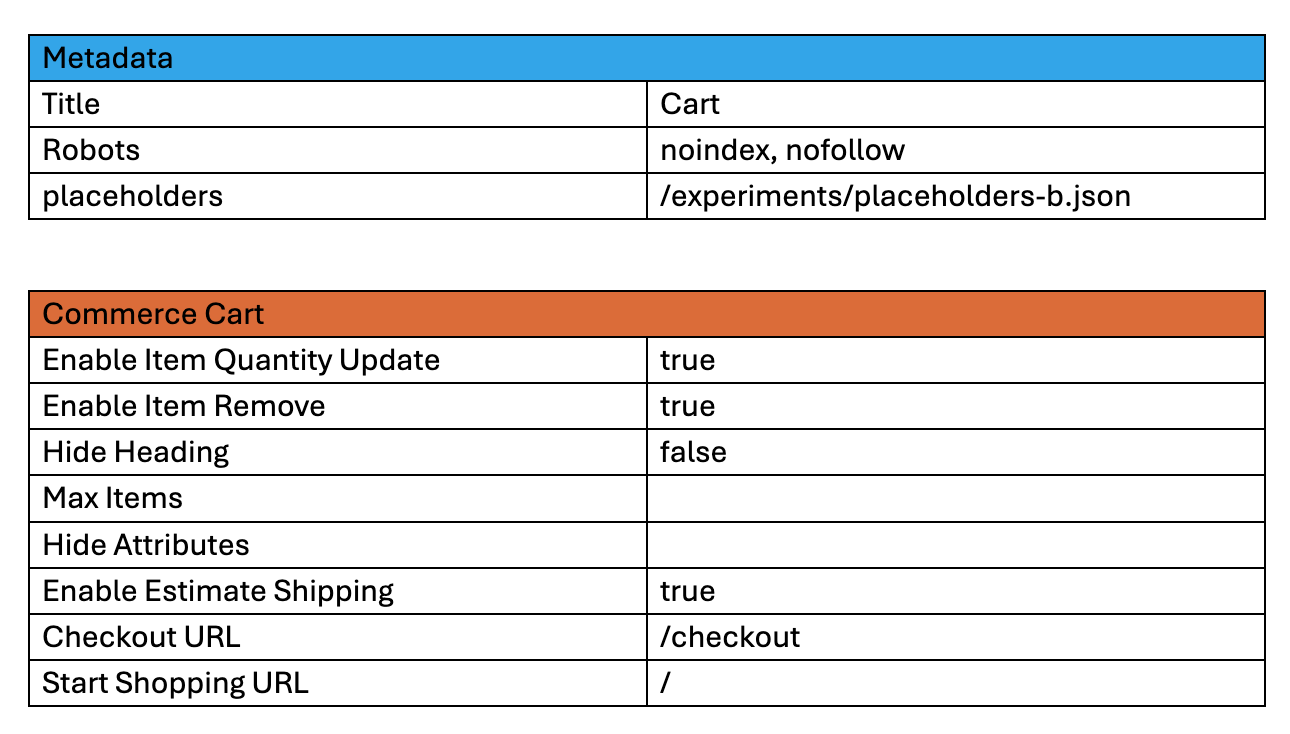 Metadata
Title Cart
Robots noindex, nofollow
placeholders /experiments/placeholders-b.json
Commerce Cart
Enable Item Quantity Update true
Enable Item Remove true
Hide Heading false
Max Items
Hide Attributes
Enable Estimate Shipping true
Checkout URL /checkout
Start Shopping URL /